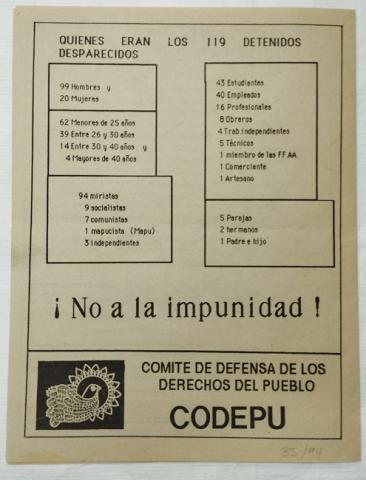 QUIENES ERAN LOS 119 DETENIDOS
DESPARECIDOS
99 Hombres y
20 Mujeres
62 Menores de 25 años
39 Entre 26 y 30 años
14 Entre 30 y 40 años y
4 Mayores de 40 años
94 miristas
9 socialistas
7 comunistas
1 mapucista (Mapu)
3 independientes
43 Estudiantes
40 Empleados
16 Profesionales
8 Obreros
4 Trab. independientes
5 Técnicos
1 miembro de las FF.AA.
1 Comerciante
1 Artesano
5 Parejas
2 hermanos
1 Padre e hijo
¡ No a la impunidad !
COMITE DE DEFENSA DE LOS
DERECHOS DEL PUEBLO
CODEPU
35/94